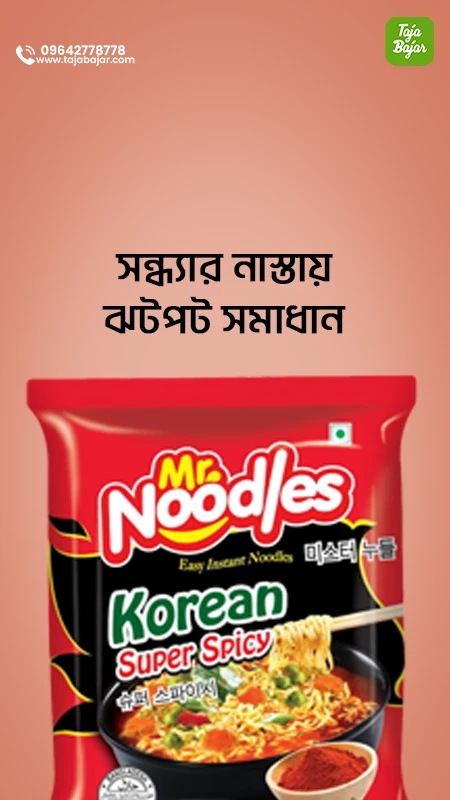 09642778778
www.tajabajar.com
Taja
Bajar
সন্ধ্যার নাস্তায়
ঝটপট সমাধান
Mr.
Noodles
Easy Instant Noodles
미스터 누들
Korean
Super Spicy
슈퍼 스파이시
BANGLADESH